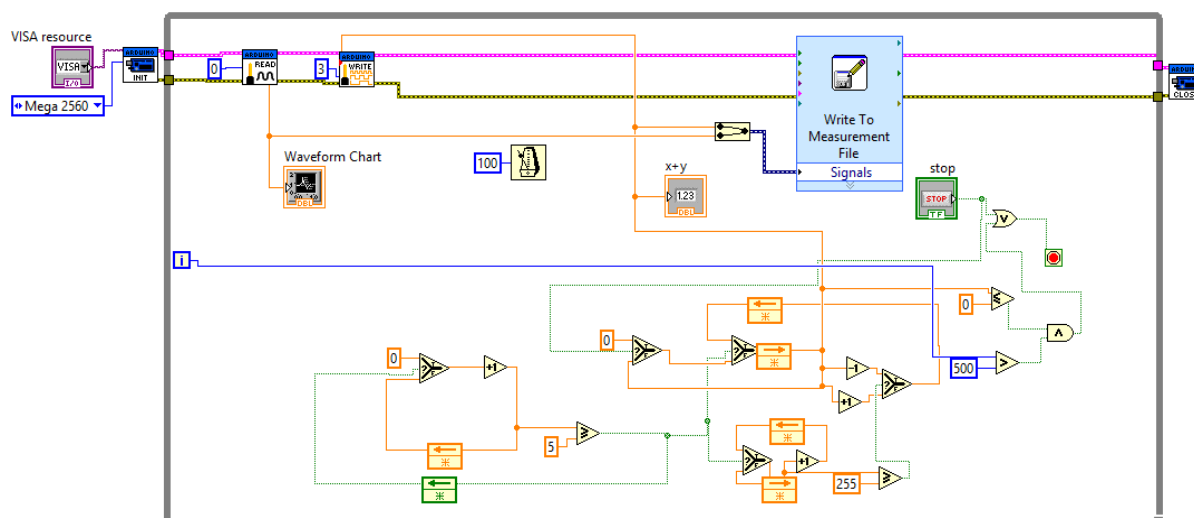 VISA resource
VISA
I/O
ARDUINO
INIT
Mega 2560
0
ARDUINO
READ
3
ARDUINO
WRITE
Write To
Measurement
File
Signals
ARDUINO
CLOS
Waveform Chart
DBL
100
x+y
1.23
DBL
stop
STOP
TF
V
i
0
Λ
500
>
0
?
T
F
+1
0
?
T
F
?
T
F
-1
+1
?
T
F
5
≥
?
T
F
+1
255
≥
≤